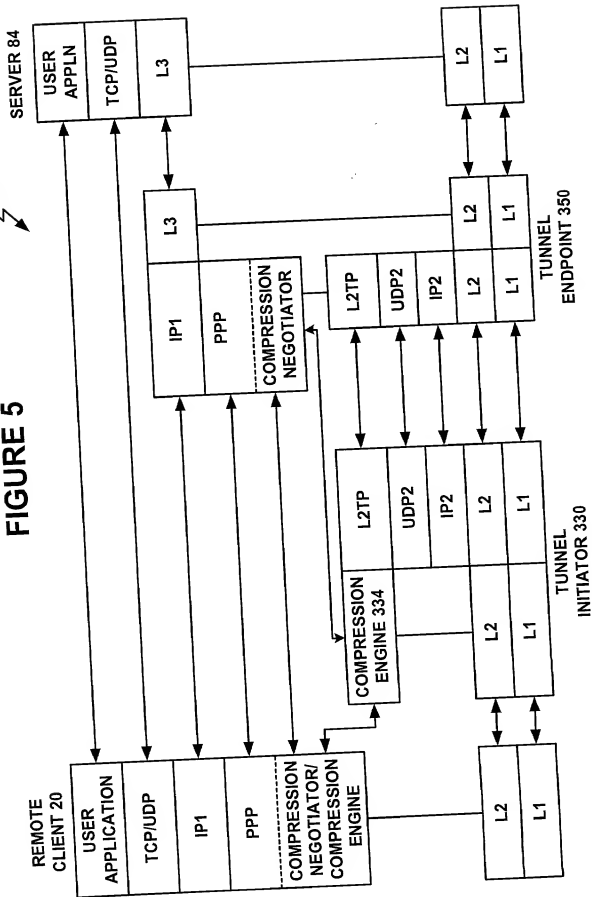 FIGURE 5
REMOTE
CLIENT 20
USER
APPLICATION
TCP/UDP
IP1
PPP
COMPRESSION
NEGOTIATOR/
COMPRESSION
ENGINE
L2
L1
COMPRESSION
ENGINE 334
L2
L1
L2TP
UDP2
IP2
L2
L1
TUNNEL
INITIATOR 330
IP1
PPP
COMPRESSION
NEGOTIATOR
L3
L2TP
UDP2
IP2
L2
L1
L2
L1
TUNNEL
ENDPOINT 350
SERVER 84
USER
APPLN
TCP/UDP
L3
L2
L1